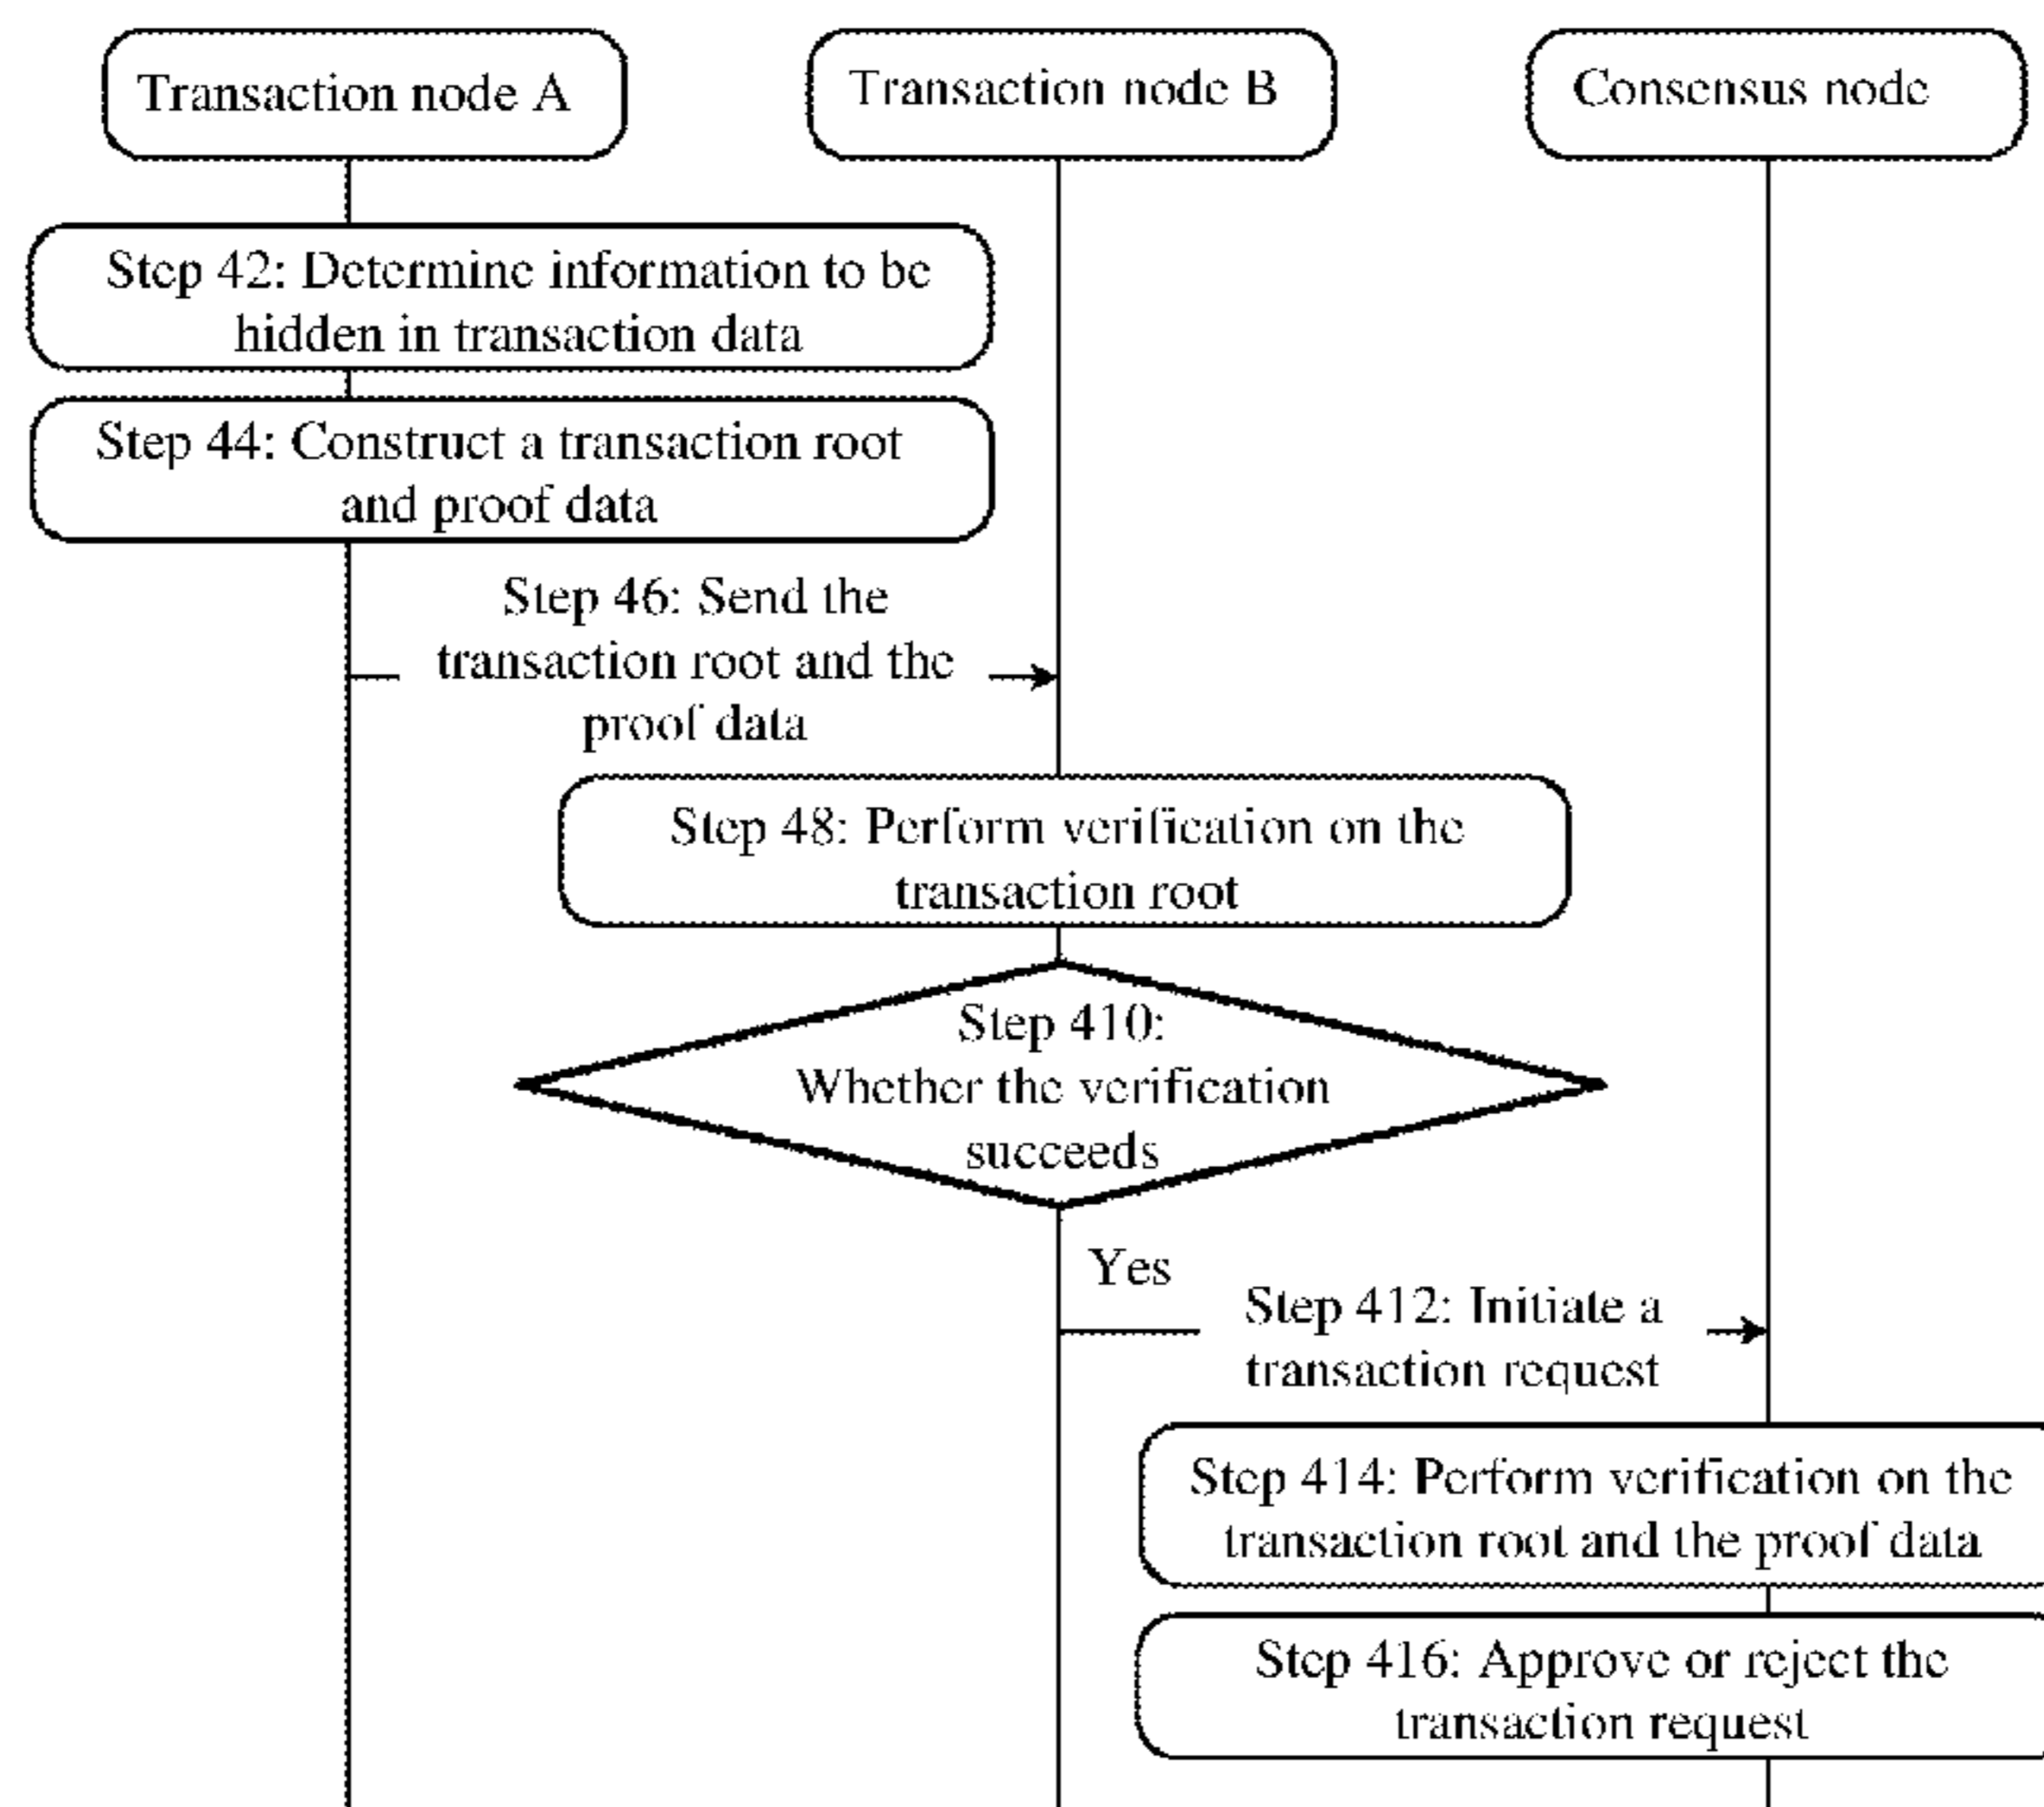 Transaction node A
Transaction node B
Consensus node
Step 42: Determine information to be
hidden in transaction data
Step 44: Construct a transaction root
and proof data
Step 46: Send the
transaction root and the
proof data
Step 48: Perform verification on the
transaction root
Step 410:
Whether the verification
succeeds
Yes
Step 412: Initiate a
transaction request
Step 414: Perform verification on the
transaction root and the proof data
Step 416: Approve or reject the
transaction request